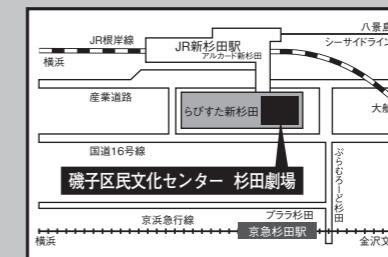 八景島
JR根岸線
JR新杉田駅
シーサイドライン
アルカード新杉田
横浜
産業道路
らびすた新杉田
大船
国道16号線
ぷらむろーど杉田
磯子区民文化センター 杉田劇場
京浜急行線
プララ杉田
京急杉田駅
横浜
金沢文